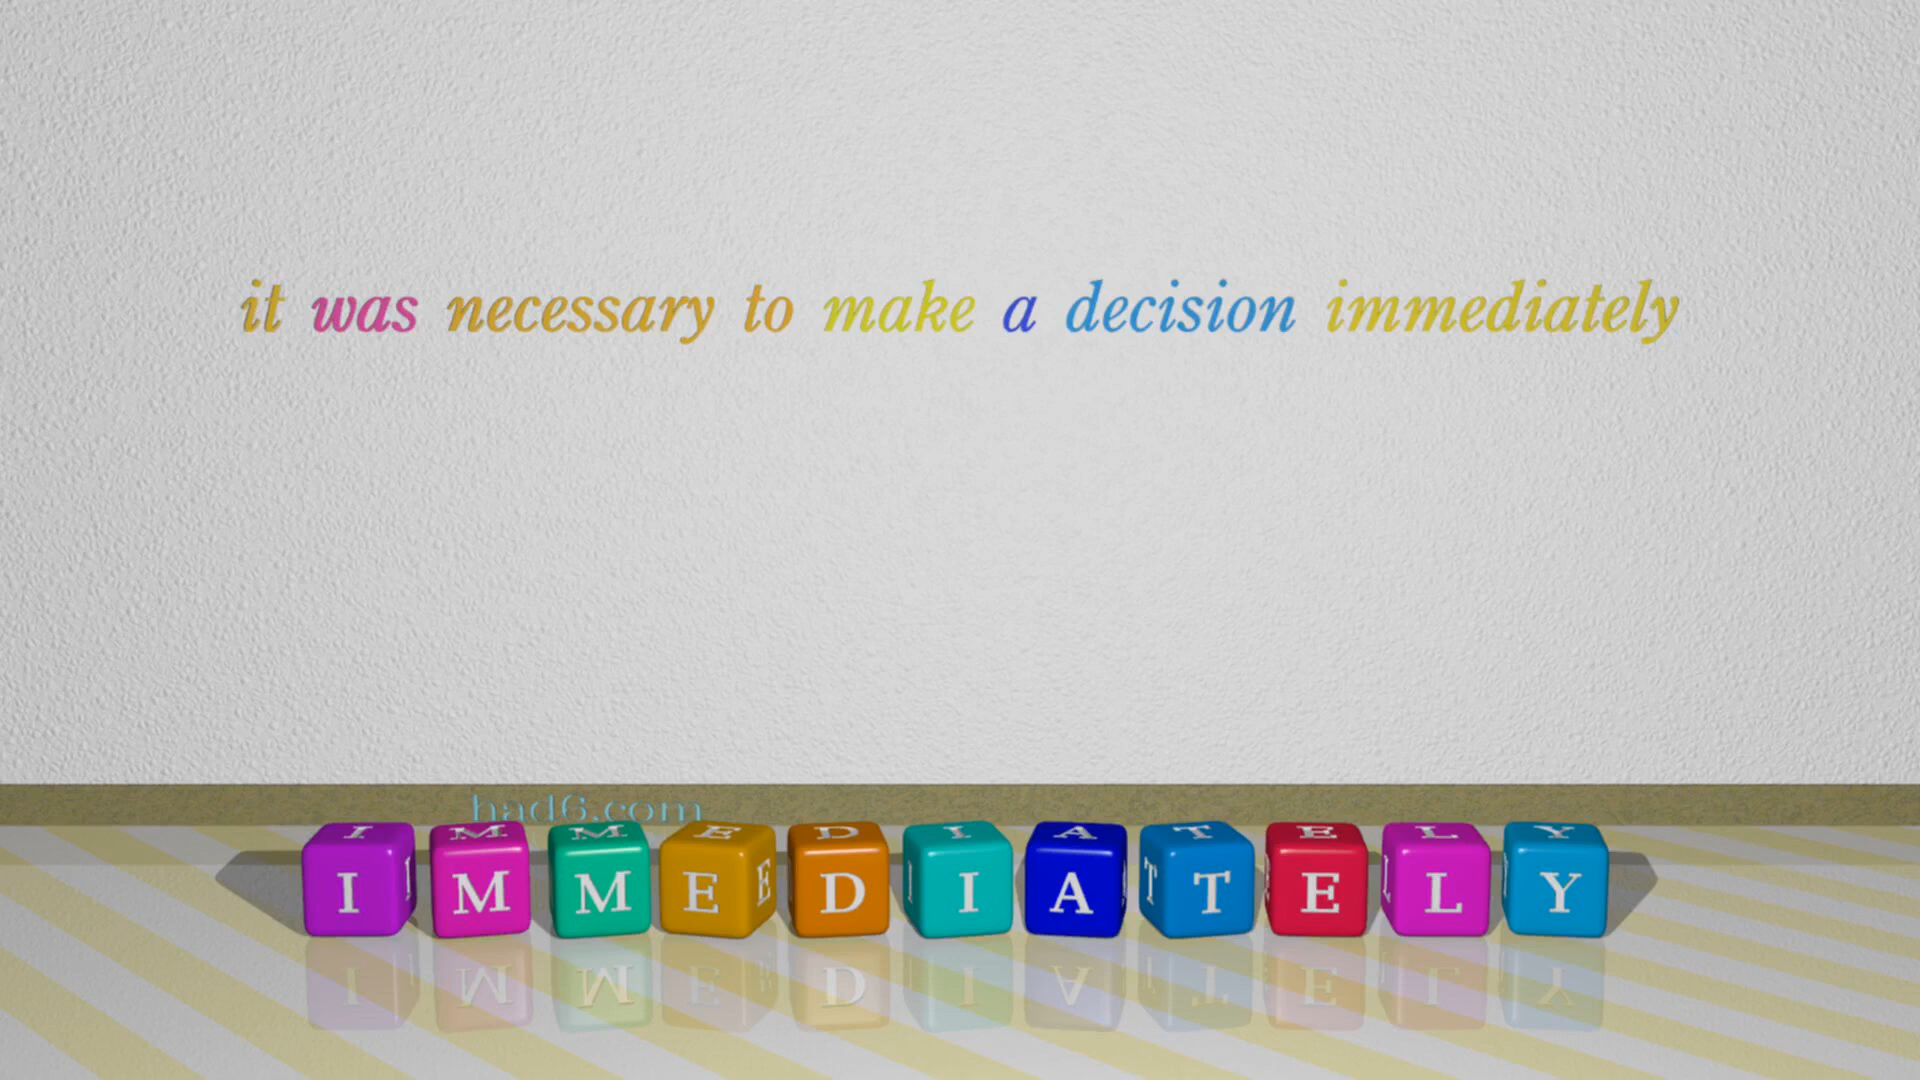 it was necessary to make a decision immediately
had6.com
IMMEDIATELY